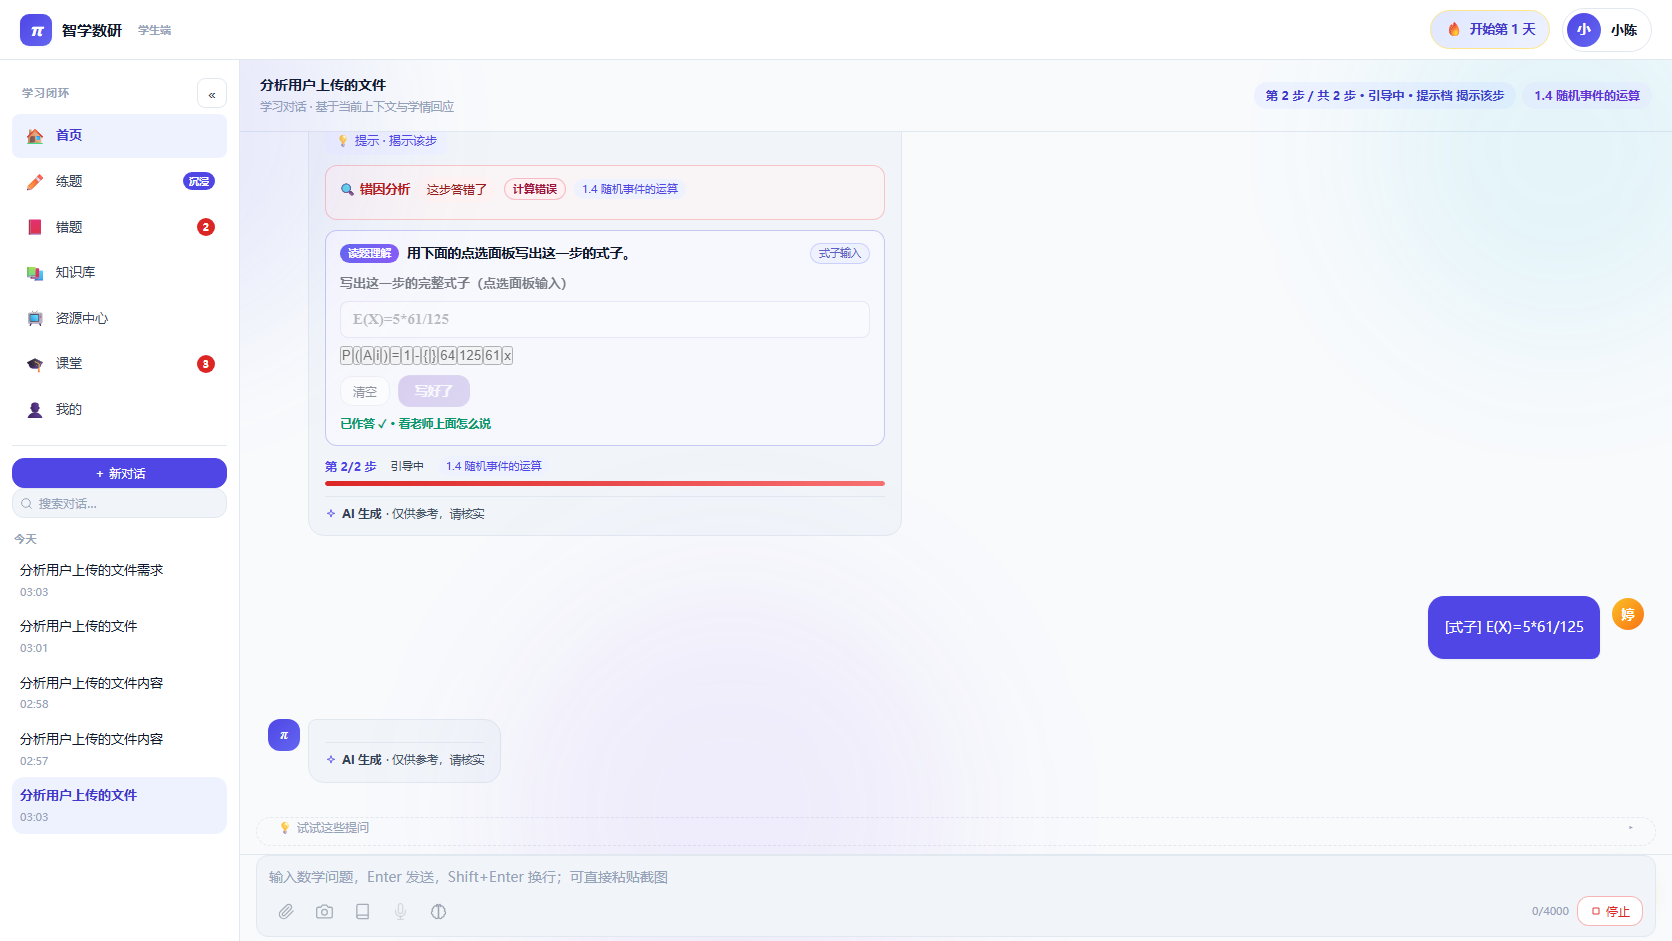 π 智学数研 学生端
开始第 1 天
小 小陈
学习闭环 «
首页
练题 沉浸
错题 2
知识库
资源中心
课堂 3
我的
+ 新对话
搜索对话...
今天
分析用户上传的文件需求
03:03
分析用户上传的文件
03:01
分析用户上传的文件内容
02:58
分析用户上传的文件内容
02:57
分析用户上传的文件
03:03
分析用户上传的文件
学习对话 · 基于当前上下文与学情回应
第 2 步 / 共 2 步 • 引导中 • 提示档 揭示该步
1.4 随机事件的运算
提示 · 揭示该步
错因分析 这步答错了 计算错误 1.4 随机事件的运算
读题理解 用下面的点选面板写出这一步的式子。 式子输入
写出这一步的完整式子（点选面板输入）
E(X)=5*61/125
P ( A i ) = 1 - { } 64 125 61 x
清空 写好了
已作答 ✓ • 看老师上面怎么说
第 2/2 步 引导中 1.4 随机事件的运算
AI 生成 · 仅供参考，请核实
[式子] E(X)=5*61/125
婷
π
AI 生成 · 仅供参考，请核实
试试这些提问
输入数学问题，Enter 发送，Shift+Enter 换行；可直接粘贴截图
0/4000 停止